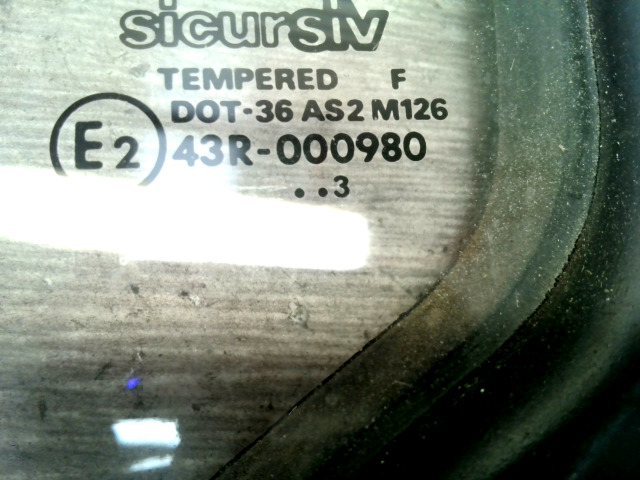 sicursiv
TEMPERED F
DOT-36 AS2 M126
E2 43R-000980
..3